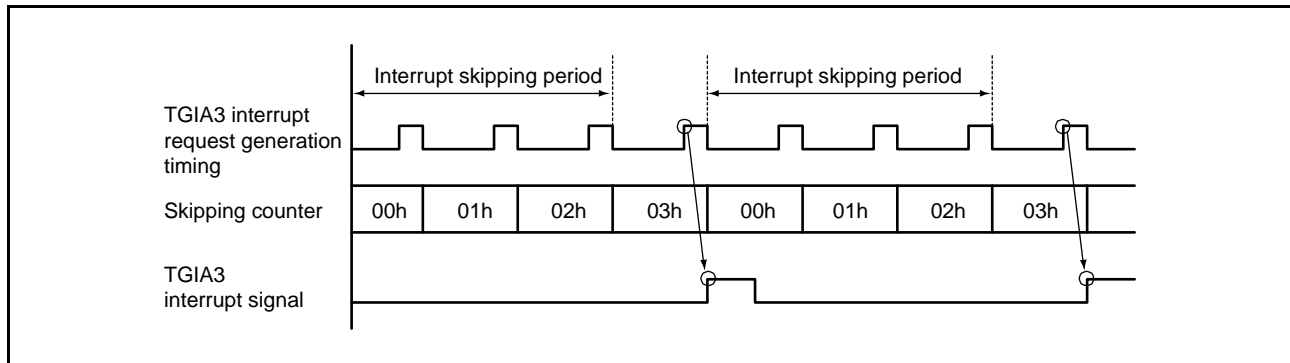 Interrupt skipping period
Interrupt skipping period
TGIA3 interrupt
request generation
timing
Skipping counter
00h
01h
02h
03h
00h
01h
02h
03h
TGIA3
interrupt signal